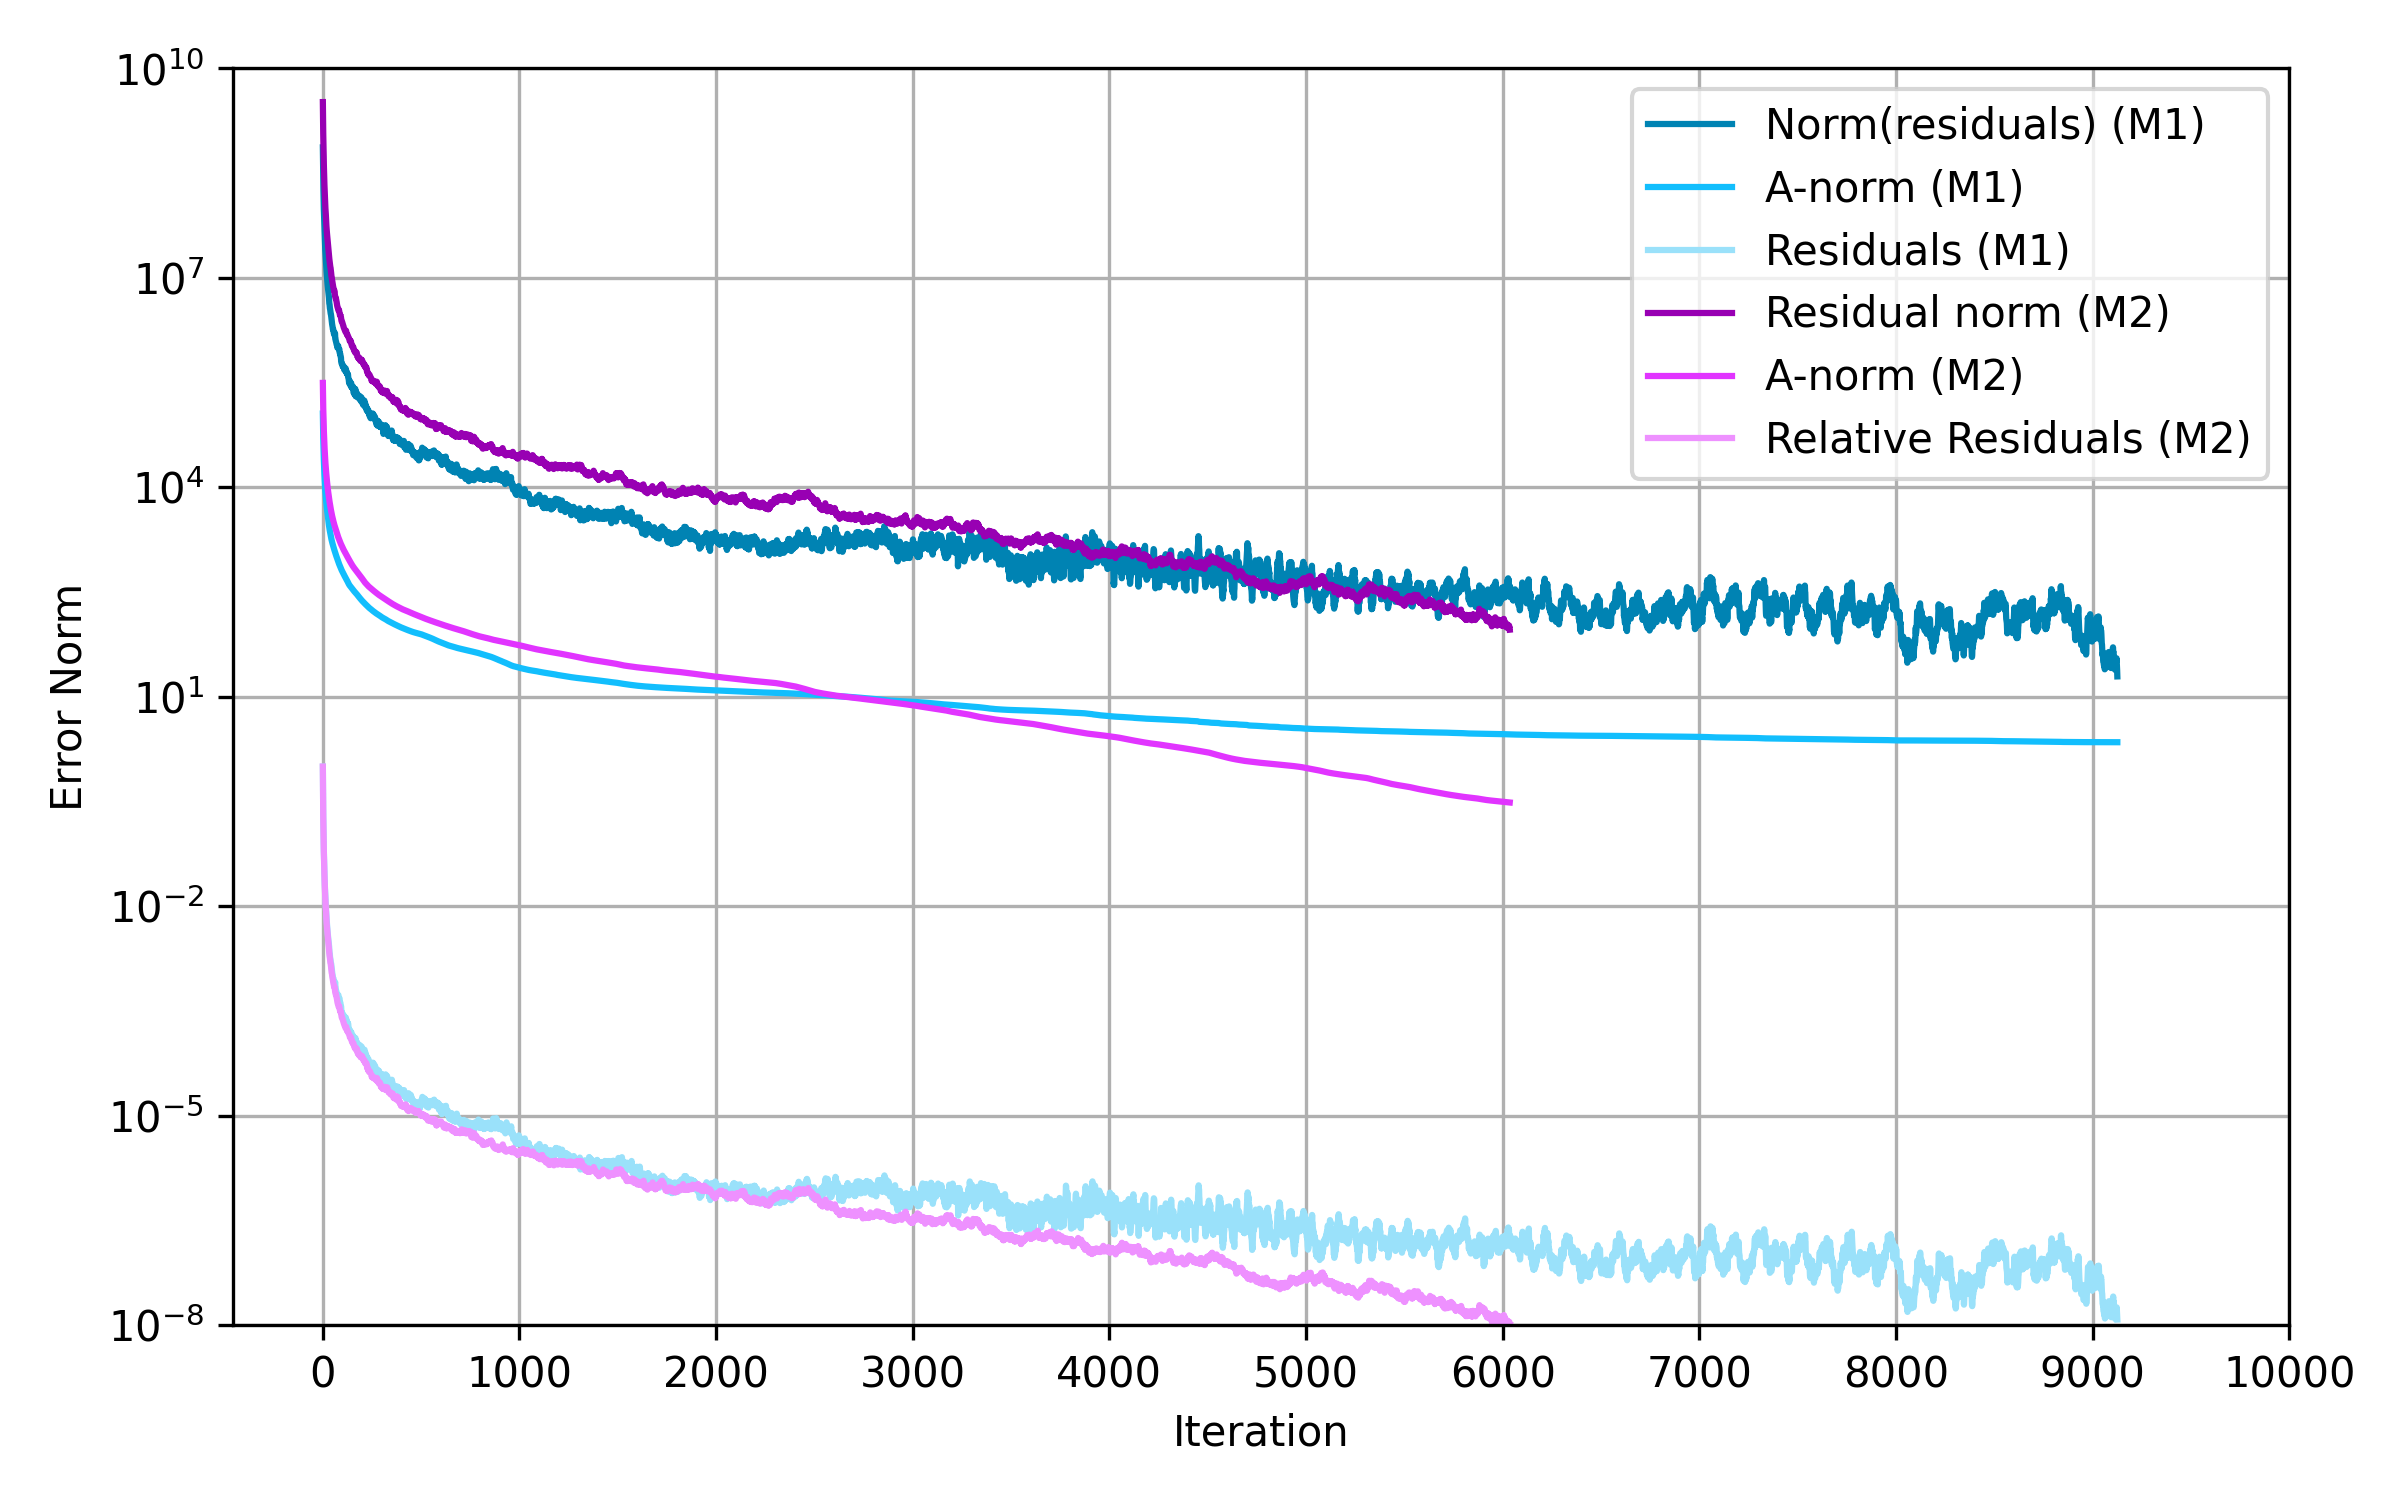 Error Norm
10^10
10^7
10^4
10^1
10^−2
10^−5
10^−8
Norm(residuals) (M1)
A-norm (M1)
Residuals (M1)
Residual norm (M2)
A-norm (M2)
Relative Residuals (M2)
0 1000 2000 3000 4000 5000 6000 7000 8000 9000 10000
Iteration